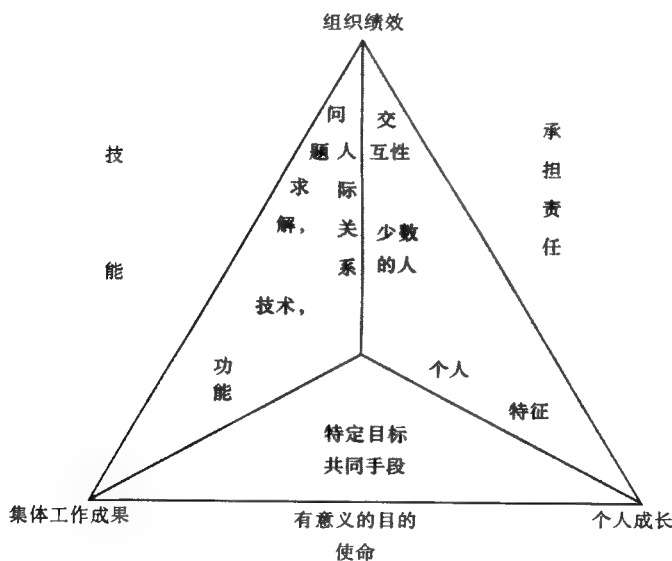 组织绩效
技
能
问
题
求
解，
技术，
功
能
人
际
关
系
交
互性
少数
的人
个人
特征
承
担
责
任
特定目标
共同手段
集体工作成果
有意义的目的
个人成长
使命